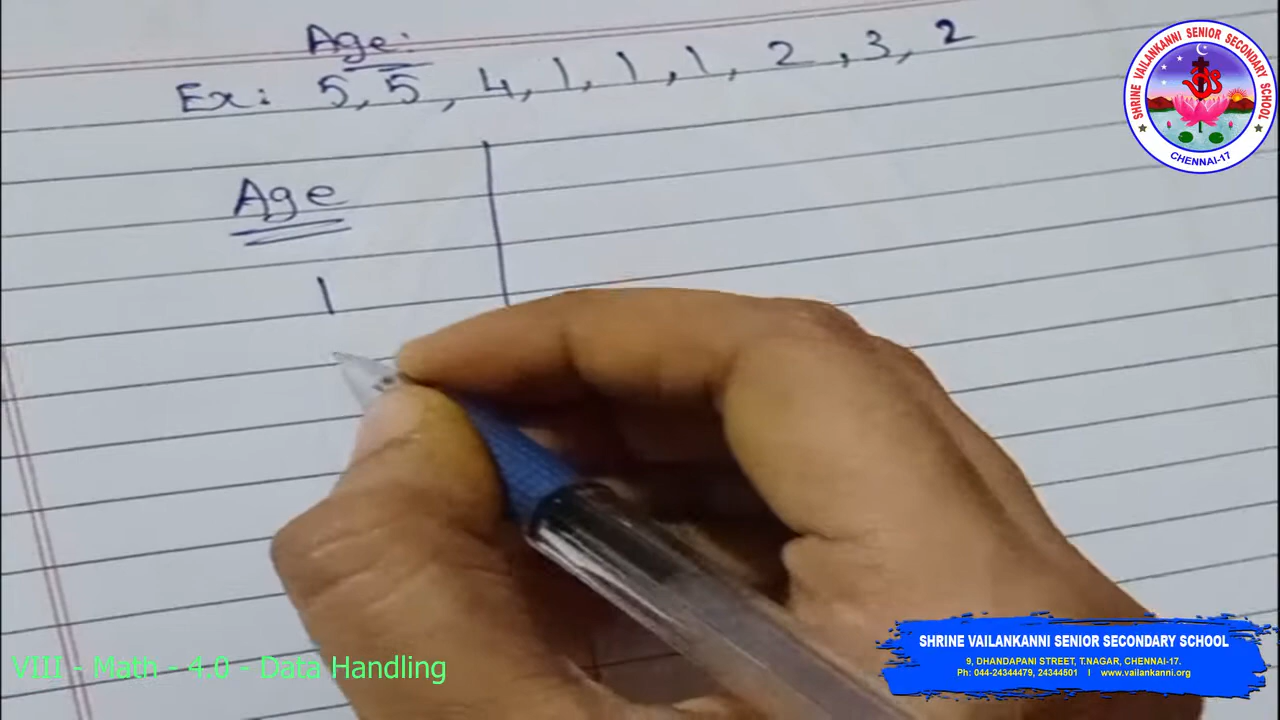 Age:
Ex: 5, 5, 4, 1, 1, 1, 2, 3, 2
Age
1
SHRINE VAILANKANNI SENIOR SECONDARY SCHOOL
CHENNAI-17
VIII - Math - 4.0 - Data Handling
SHRINE VAILANKANNI SENIOR SECONDARY SCHOOL
9, DHANDAPANI STREET, T.NAGAR, CHENNAI-17.
Ph: 044-24344479, 24344501 I www.vailankanni.org